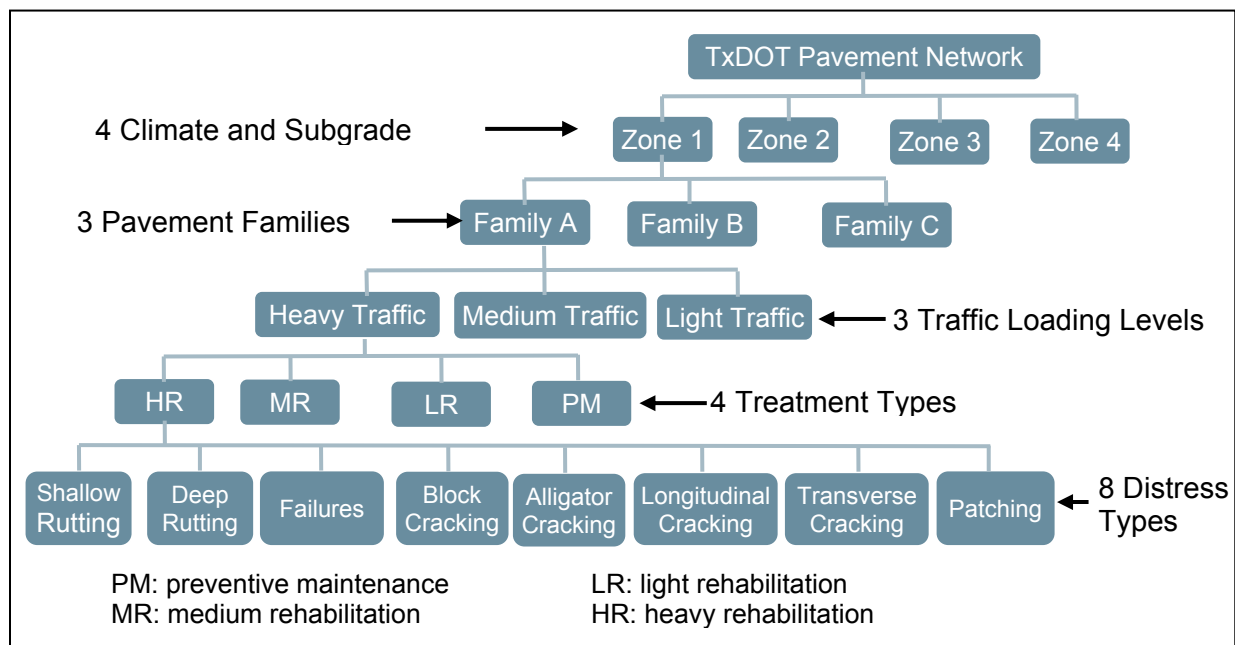 TxDOT Pavement Network
4 Climate and Subgrade
Zone 1
Zone 2
Zone 3
Zone 4
3 Pavement Families
Family A
Family B
Family C
Heavy Traffic
Medium Traffic
Light Traffic
3 Traffic Loading Levels
HR
MR
LR
PM
4 Treatment Types
Shallow
Rutting
Deep
Rutting
Failures
Block
Cracking
Alligator
Cracking
Longitudinal
Cracking
Transverse
Cracking
Patching
8 Distress
Types
PM: preventive maintenance
LR: light rehabilitation
MR: medium rehabilitation
HR: heavy rehabilitation